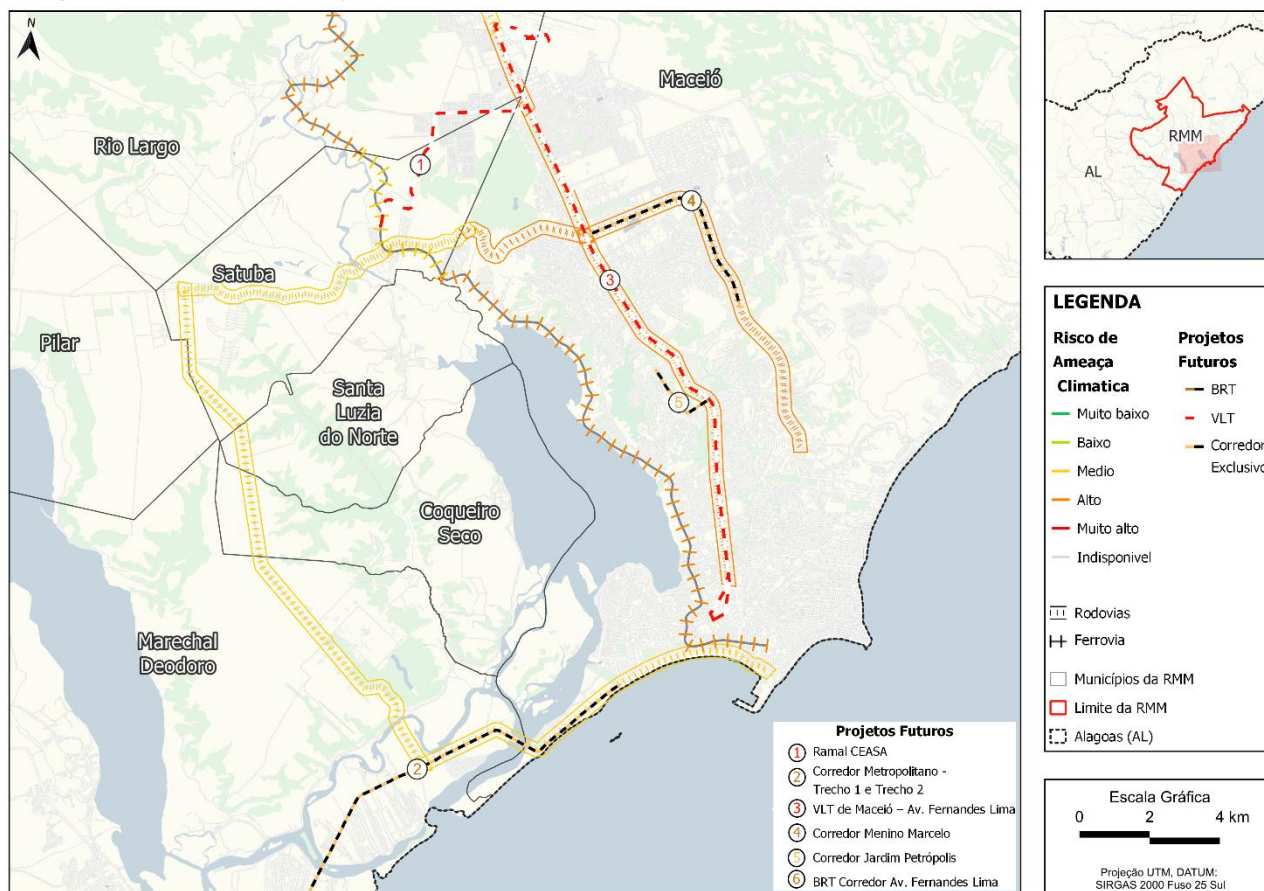 N
Maceió
Rio Largo
1
4
3
Satuba
Pilar
Santa
Luzia
do Norte
5
Coqueiro
Seco
Marechal
Deodoro
2
Projetos Futuros
1 Ramal CEASA
2 Corredor Metropolitano -
Trecho 1 e Trecho 2
3 VLT de Maceió – Av. Fernandes Lima
4 Corredor Menino Marcelo
5 Corredor Jardim Petrópolis
6 BRT Corredor Av. Fernandes Lima
RMM
AL
LEGENDA
Risco de
Ameaça
Climatica
Muito baixo
Baixo
Medio
Alto
Muito alto
Indisponivel
Projetos
Futuros
BRT
VLT
Corredor
Exclusivo
Rodovias
Ferrovia
Municípios da RMM
Limite da RMM
Alagoas (AL)
Escala Gráfica
0 2 4 km
Projeção UTM, DATUM:
SIRGAS 2000 Fuso 25 Sul